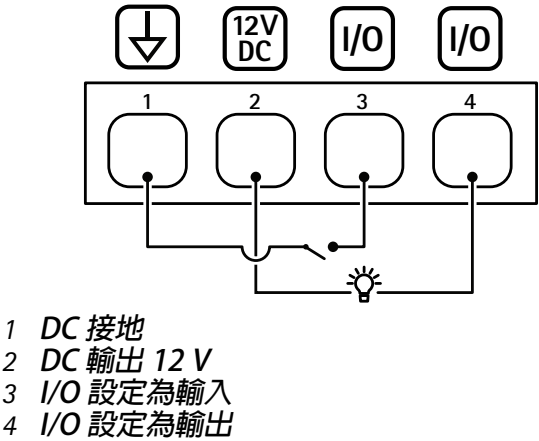 12V
DC
I/O
I/O
1
2
3
4
1 DC 接地
2 DC 輸出 12 V
3 I/O 設定為輸入
4 I/O 設定為輸出